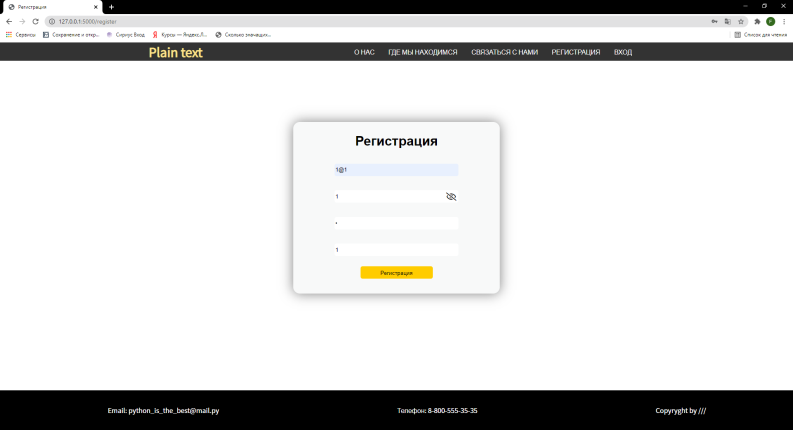 Регистрация
127.0.0.1:5000/register
Сервисы Сохранение и откр... Сириус Вход Курсы — Яндекс.Л... Сколько значащих... Список для чтения
Plain text О НАС ГДЕ МЫ НАХОДИМСЯ СВЯЗАТЬСЯ С НАМИ РЕГИСТРАЦИЯ ВХОД
Регистрация
1@1
1
1
Регистрация
Email: python_is_the_best@mail.py Телефон: 8-800-555-35-35 Copyryght by ///